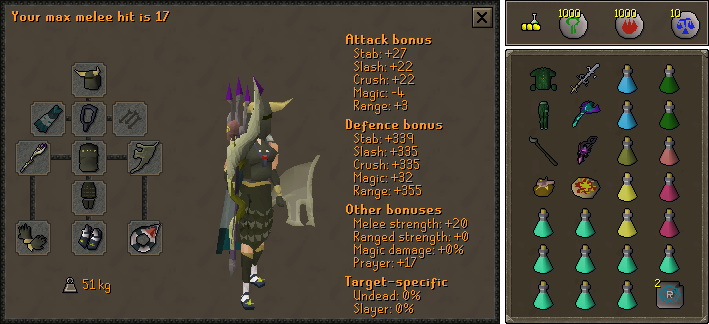 Your max melee hit is 17
Attack bonus
Stab: +27
Slash: +22
Crush: +22
Magic: -4
Range: +3
Defence bonus
Stab: +339
Slash: +335
Crush: +335
Magic: +32
Range: +355
Other bonuses
Melee strength: +20
Ranged strength: +0
Magic damage: +0%
Prayer: +17
Target-specific
Undead: 0%
Slayer: 0%
51 kg
1000
1000
10
2
R